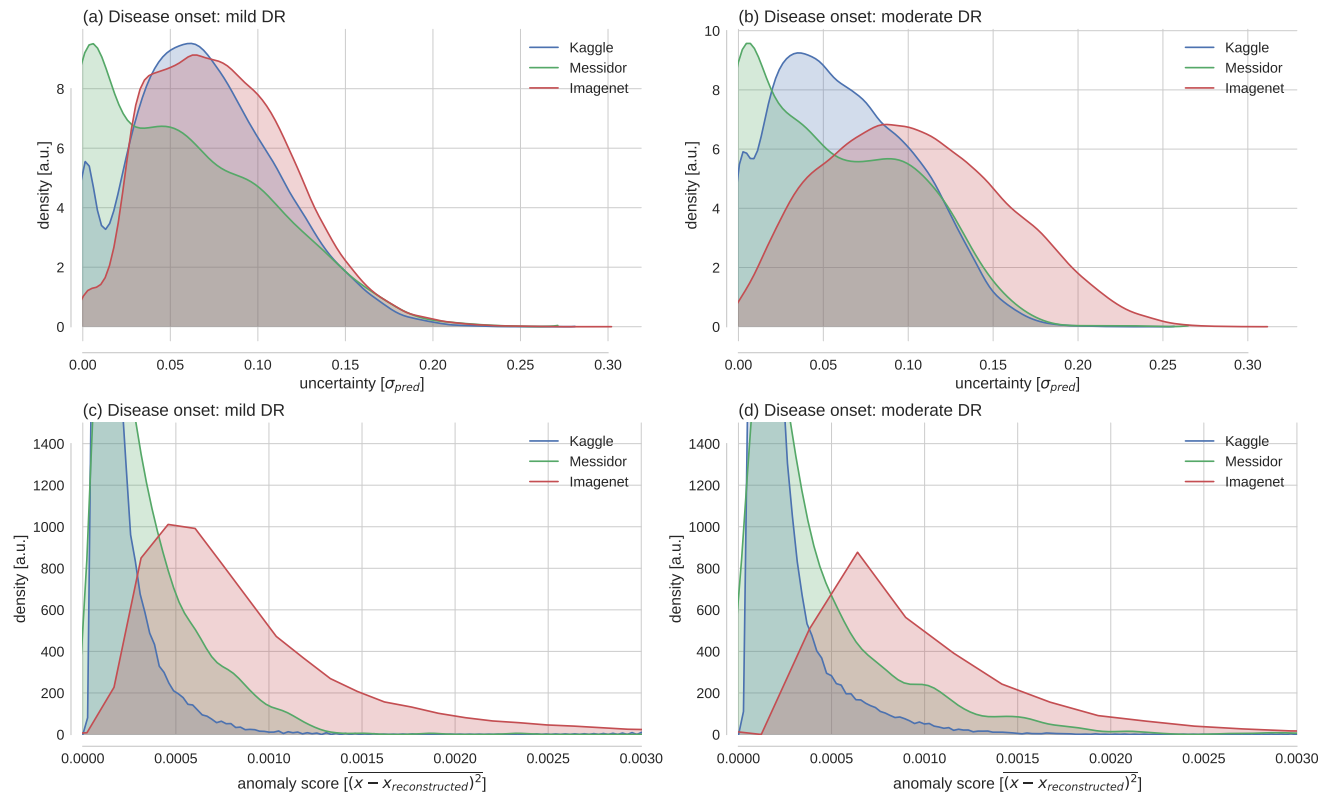 (a) Disease onset: mild DR
density [a.u.]
8
6
4
2
0
0.00 0.05 0.10 0.15 0.20 0.25 0.30
uncertainty [σpred]
Kaggle
Messidor
Imagenet
(b) Disease onset: moderate DR
density [a.u.]
10
8
6
4
2
0
0.00 0.05 0.10 0.15 0.20 0.25 0.30
uncertainty [σpred]
Kaggle
Messidor
Imagenet
(c) Disease onset: mild DR
density [a.u.]
1400
1200
1000
800
600
400
200
0
0.0000 0.0005 0.0010 0.0015 0.0020 0.0025 0.0030
anomaly score [(x − xreconstructed)²]
Kaggle
Messidor
Imagenet
(d) Disease onset: moderate DR
density [a.u.]
1400
1200
1000
800
600
400
200
0
0.0000 0.0005 0.0010 0.0015 0.0020 0.0025 0.0030
anomaly score [(x − xreconstructed)²]
Kaggle
Messidor
Imagenet